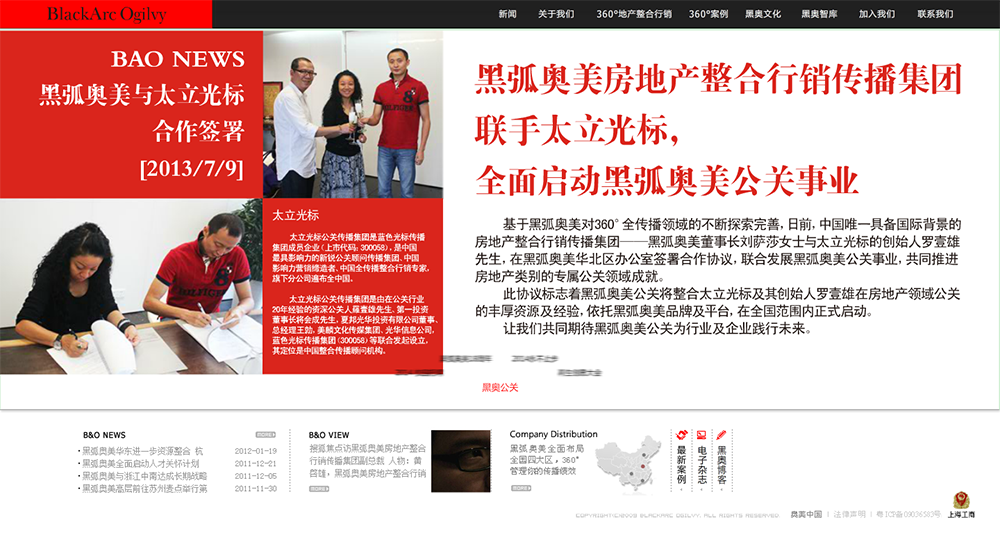 BlackArc Ogilvy
新闻 关于我们 360°地产整合行销 360°案例 黑奥文化 黑奥智库 加入我们 联系我们
BAO NEWS
黑弧奥美与太立光标
合作签署
[2013/7/9]
太立光标
太立光标公关传播集团是蓝色光标传播
集团成员企业(上市代码:300058),是中国
最具影响力的新锐公关顾问传播集团、中国
影响力营销缔造者、中国全传播整合行销专家,
旗下分公司遍布全中国。
太立光标公关传播集团是由在公关行业
20年经验的资深公关人羅壹雄、第一投资
董事长将会成先生,夏邦光华投资有限公司董事、
总经理王勍、美麟文化传媒集团、光华信息公司,
蓝色光标传播集团(300058)等联合发起设立,
其定位是中国整合传播顾问机构。
黑弧奥美房地产整合行销传播集团
联手太立光标,
全面启动黑弧奥美公关事业
基于黑弧奥美对360°全传播领域的不断探索完善,日前,中国唯一具备国际背景的
房地产整合行销传播集团——黑弧奥美董事长刘萨莎女士与太立光标的创始人罗壹雄
先生,在黑弧奥美华北区办公室签署合作协议,联合发展黑弧奥美公关事业,共同推进
房地产类别的专属公关领域成就。
此协议标志着黑弧奥美公关将整合太立光标及其创始人罗壹雄在房地产领域公关
的丰厚资源及经验,依托黑弧奥美品牌及平台,在全国范围内正式启动。
让我们共同期待黑弧奥美公关为行业及企业践行未来。
黑奥公关
B&O NEWS MORE
·黑弧奥美华东进一步资源整合 杭 2012-01-19
·黑弧奥美全面启动人才关怀计划 2011-12-21
·黑弧奥美与浙江中南达成长期战略 2011-12-05
·黑弧奥美高层前往苏州麦点举行第 2011-11-30
B&O VIEW
搜狐焦点访黑弧奥美房地产整合
行销传播集团副总裁 人物:黄
首雄,黑弧奥美房地产整合行销
MORE
Company Distribution
黑弧奥美全面布局
全国四大区,360°
管理你的传播绩效
MORE
最新案例
电子杂志
黑奥博客
COPYRIGHT(C)2008 BLACKARC OGILVY. ALL RIGHTS RESERVED. 奥美中国 | 法律声明 | 粤ICP备09036583号
上海工商